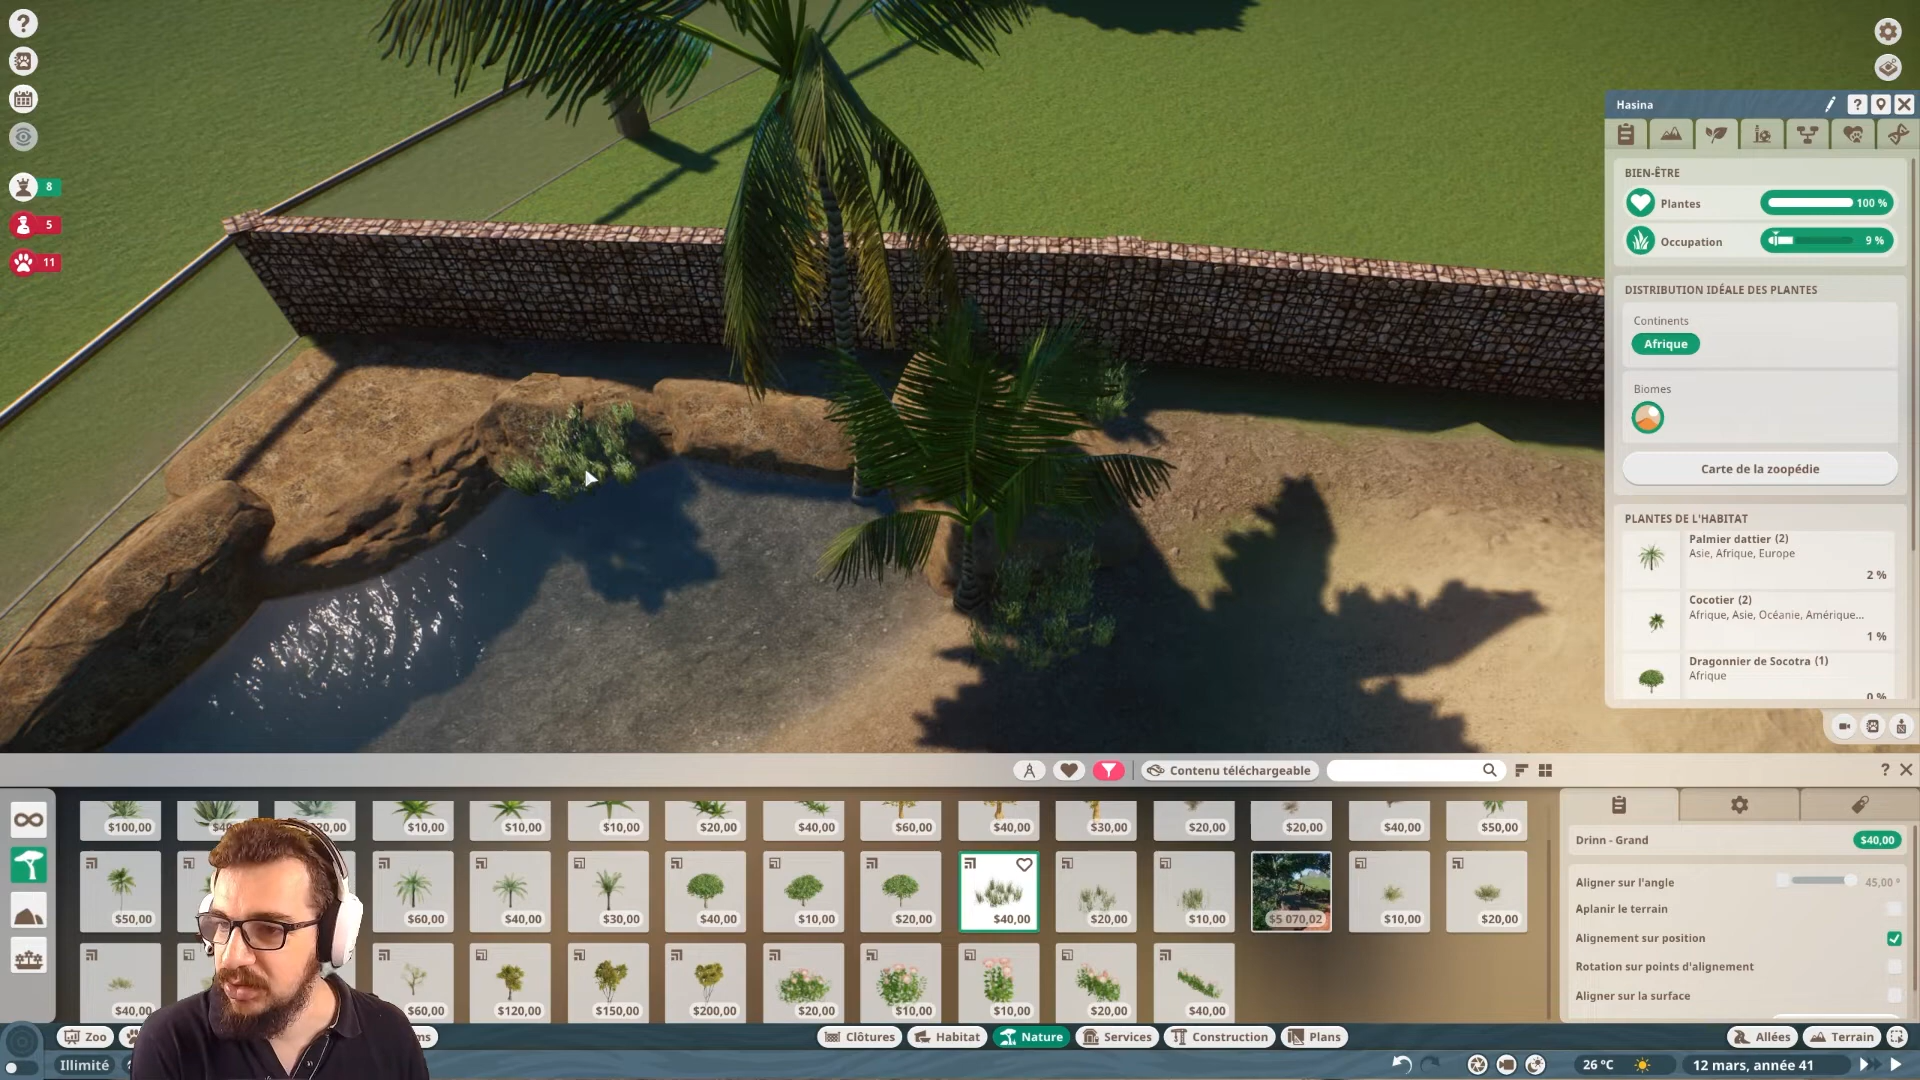 Hasina
?
8
5
11
BIEN-ÊTRE
Plantes
100 %
Occupation
9 %
DISTRIBUTION IDÉALE DES PLANTES
Continents
Afrique
Biomes
Carte de la zoopédie
PLANTES DE L'HABITAT
Palmier dattier (2)
Asie, Afrique, Europe
2 %
Cocotier (2)
Afrique, Asie, Océanie, Amérique...
1 %
Dragonnier de Socotra (1)
Afrique
0 %
Contenu téléchargeable
?
$100,00
20,00
$10,00
$10,00
$10,00
$20,00
$40,00
$60,00
$40,00
$30,00
$20,00
$20,00
$40,00
$50,00
$50,00
$60,00
$40,00
$30,00
$40,00
$10,00
$20,00
$40,00
$20,00
$10,00
$5 070,02
$10,00
$20,00
$40,00
$60,00
$120,00
$150,00
$200,00
$20,00
$10,00
$10,00
$20,00
$40,00
Drinn - Grand
$40,00
Aligner sur l'angle
45,00 °
Aplanir le terrain
Alignement sur position
Rotation sur points d'alignement
Aligner sur la surface
Zoo
Clôtures
Habitat
Nature
Services
Construction
Plans
Allées
Terrain
Illimité
26 °C
12 mars, année 41